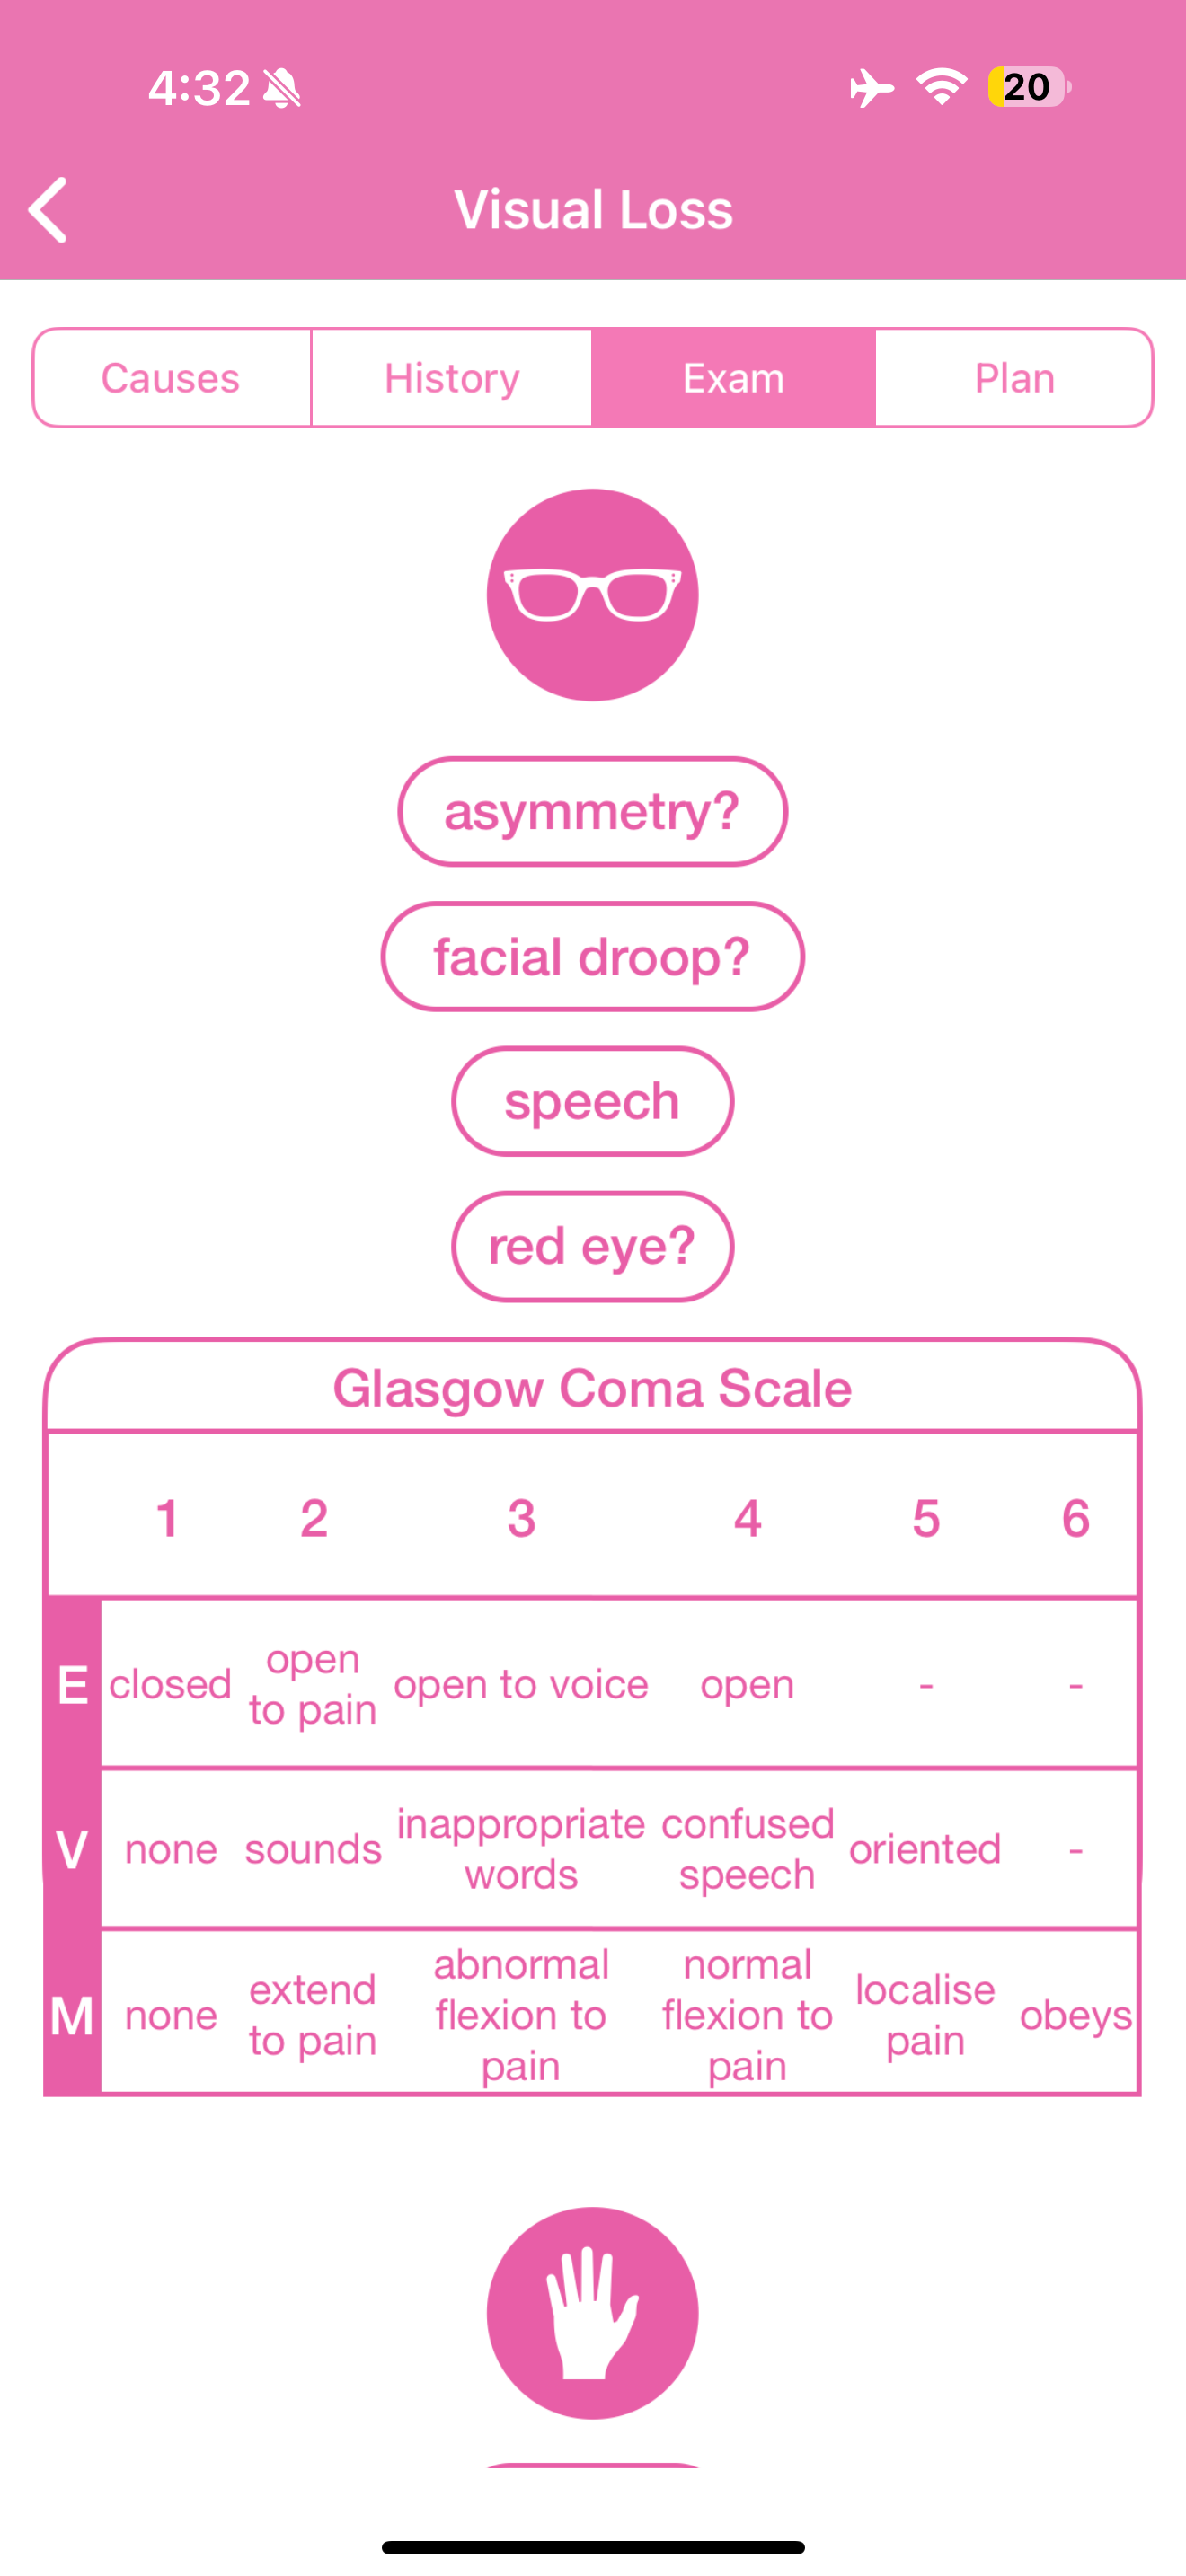 4:32
20
Visual Loss
Causes History Exam Plan
asymmetry?
facial droop?
speech
red eye?
Glasgow Coma Scale
1 2 3 4 5 6
E closed open to pain open to voice open - -
V none sounds inappropriate words confused speech oriented -
M none extend to pain abnormal flexion to pain normal flexion to pain localise pain obeys